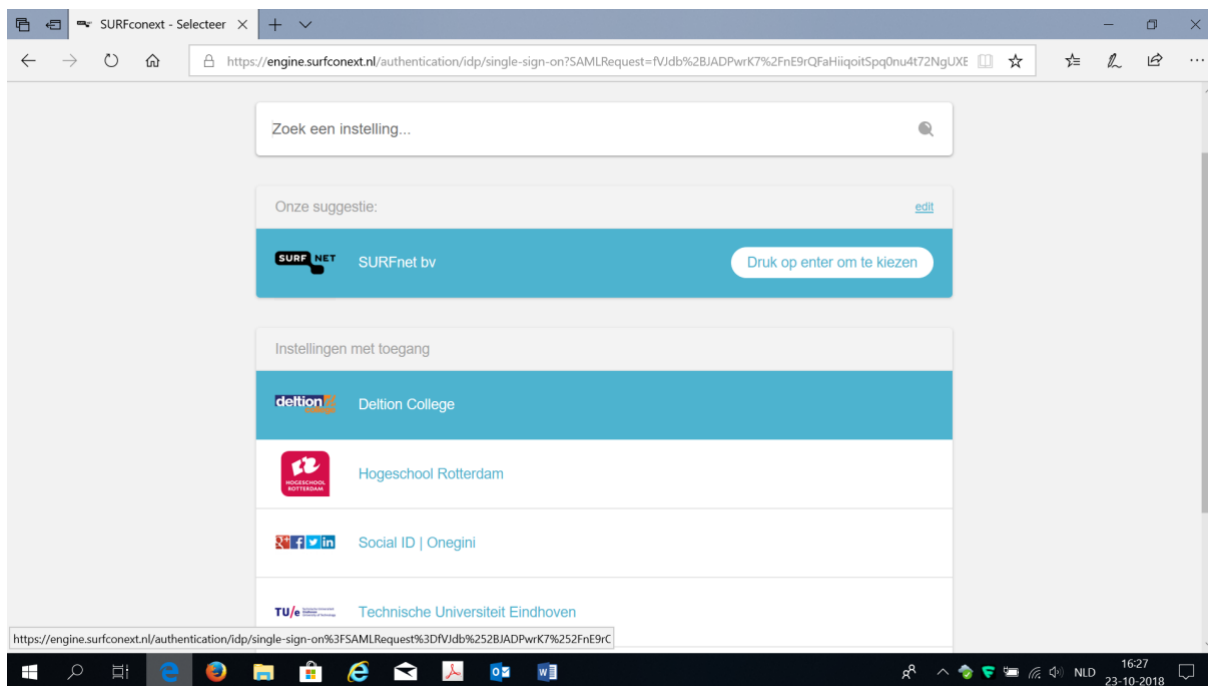 SURFconext - Selecteer
https://engine.surfconext.nl/authentication/idp/single-sign-on?SAMLRequest=fVJdb%2BJADPwrK7%2FnE9rQFaHiiqoitSpq0nu4t72NgUXE
Zoek een instelling...
Onze suggestie:
edit
SURF NET
SURFnet bv
Druk op enter om te kiezen
Instellingen met toegang
deltion
college
Deltion College
HOGESCHOOL
ROTTERDAM
Hogeschool Rotterdam
Social ID | Onegini
TU/e
Technische Universiteit Eindhoven
https://engine.surfconext.nl/authentication/idp/single-sign-on%3FSAMLRequest%3DfVJdb%252BJADPwrK7%252FnE9rC
NLD
16:27
23-10-2018